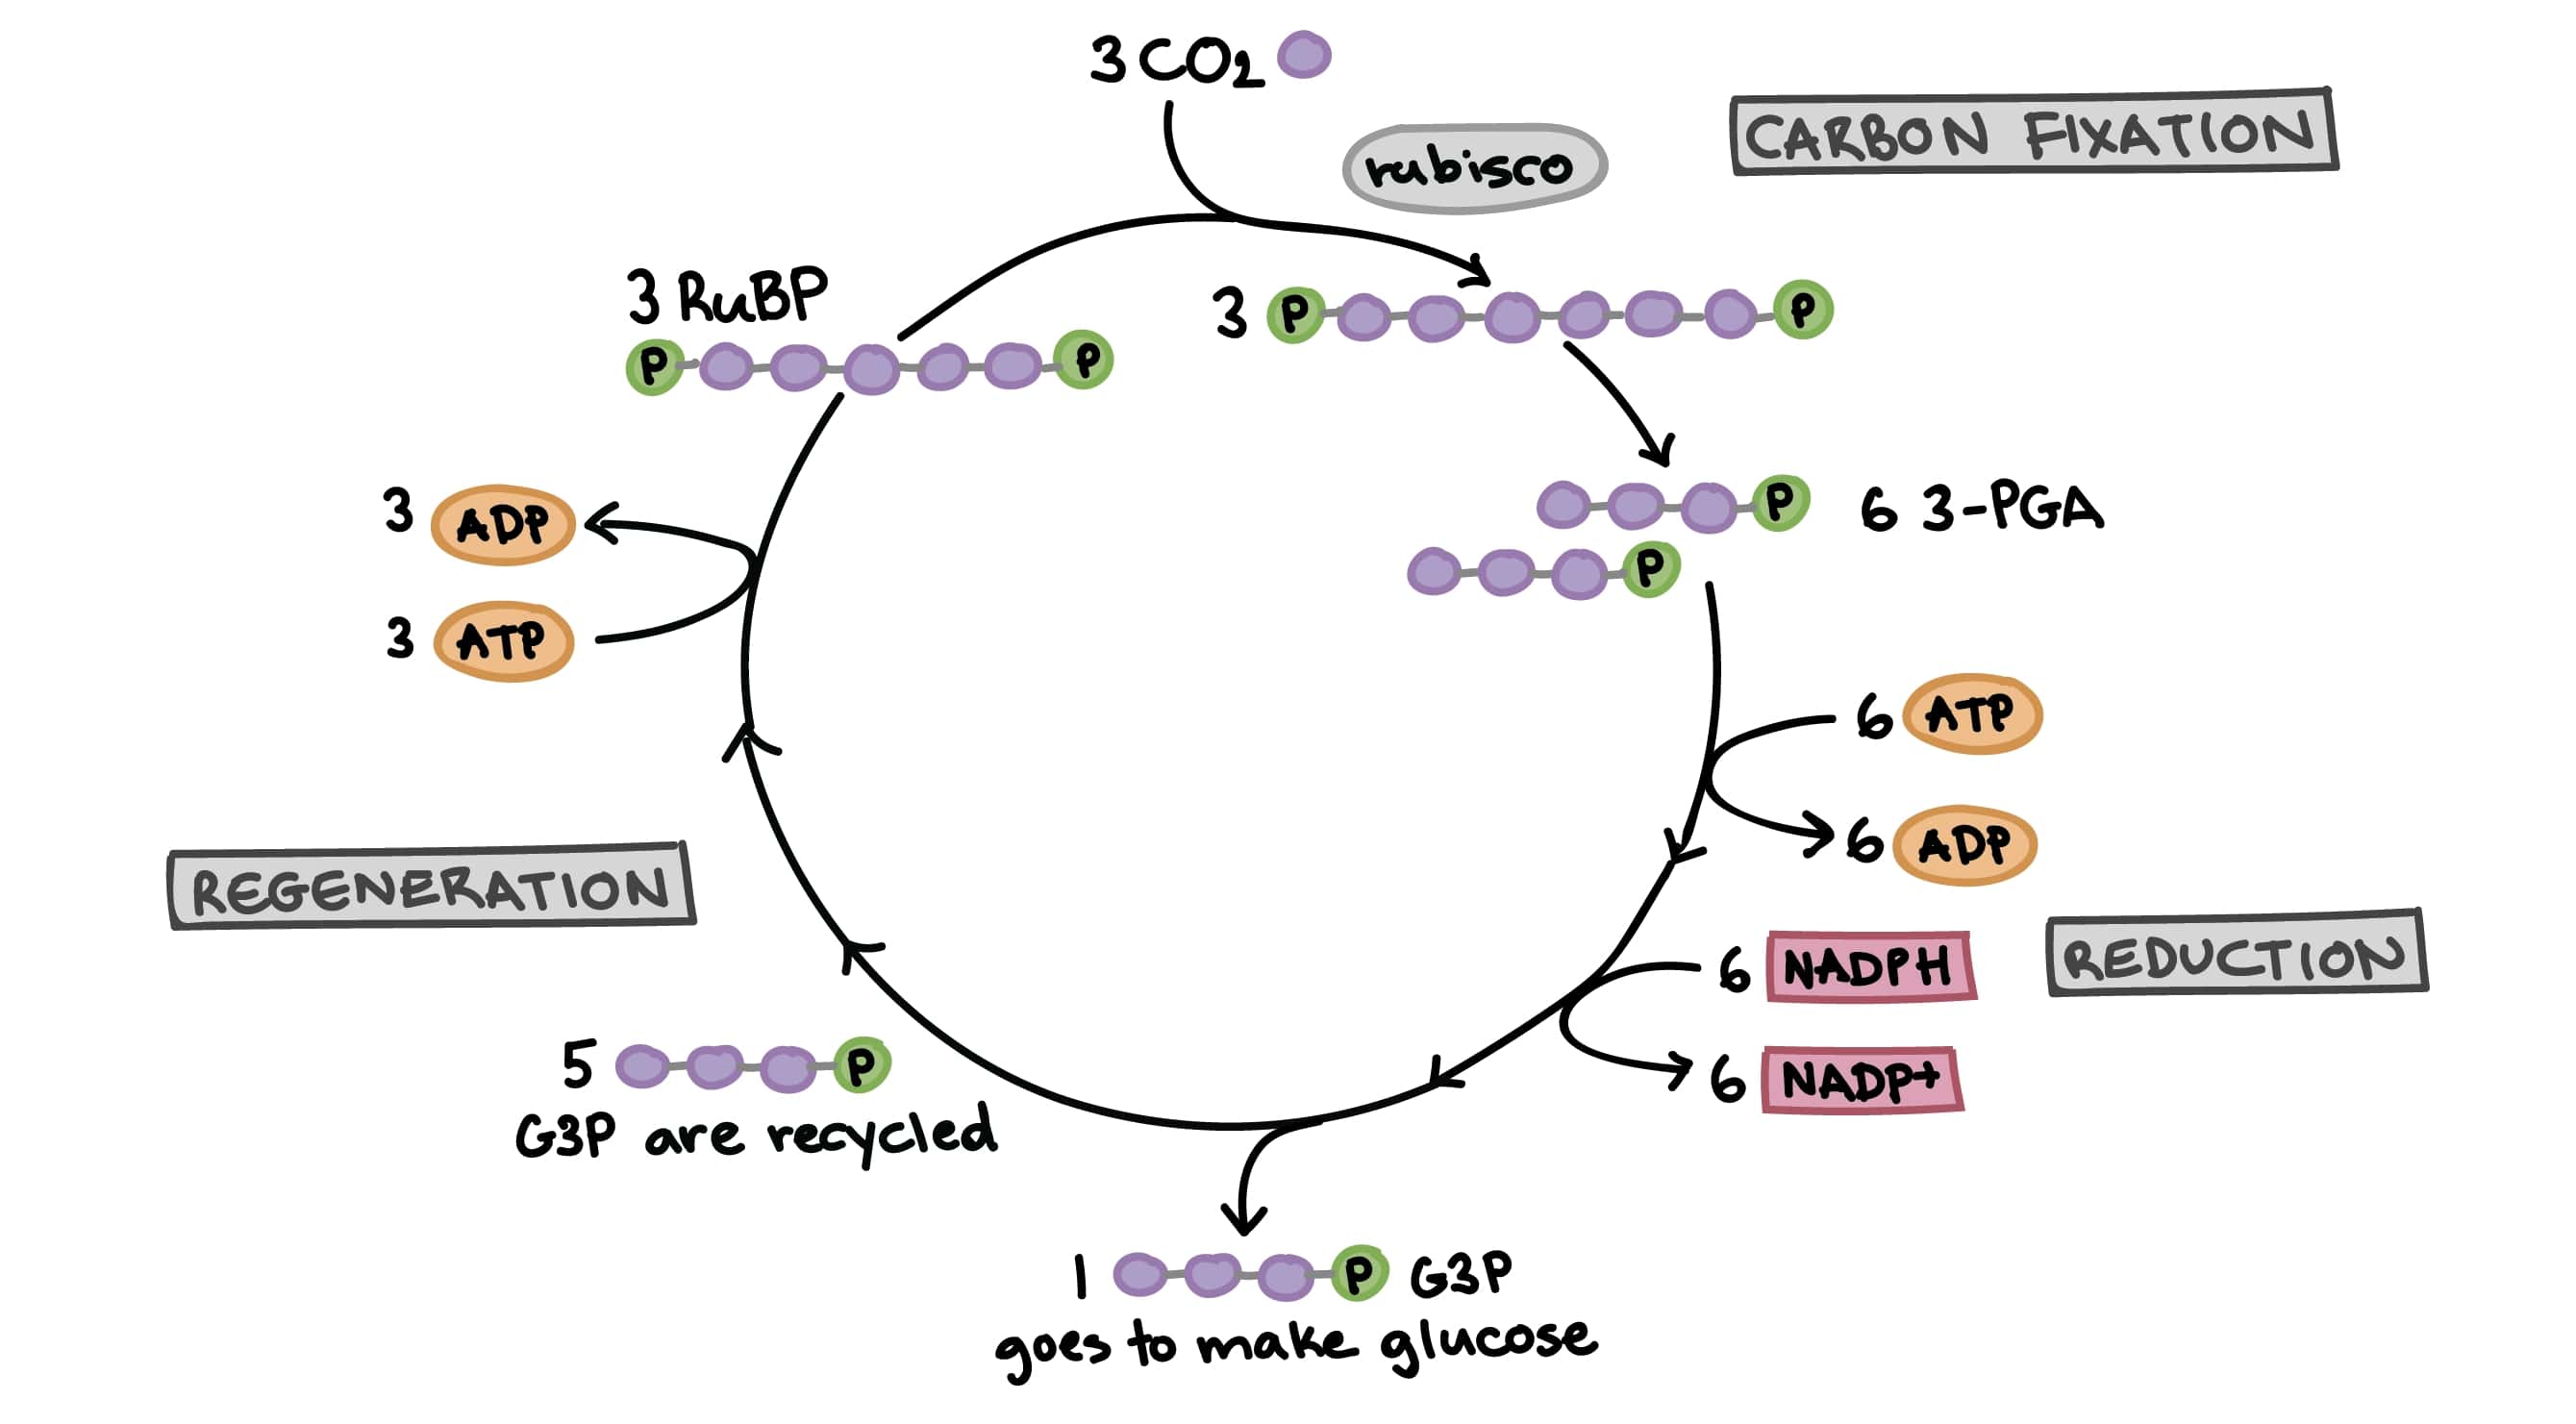 3 CO2
rubisco
CARBON FIXATION
3 RuBP
P P
3 P P
P 6 3-PGA
P
3 ADP
3 ATP
6 ATP
6 ADP
REGENERATION
6 NADPH
REDUCTION
6 NADP+
5 P
G3P are recycled
1 P G3P
goes to make glucose